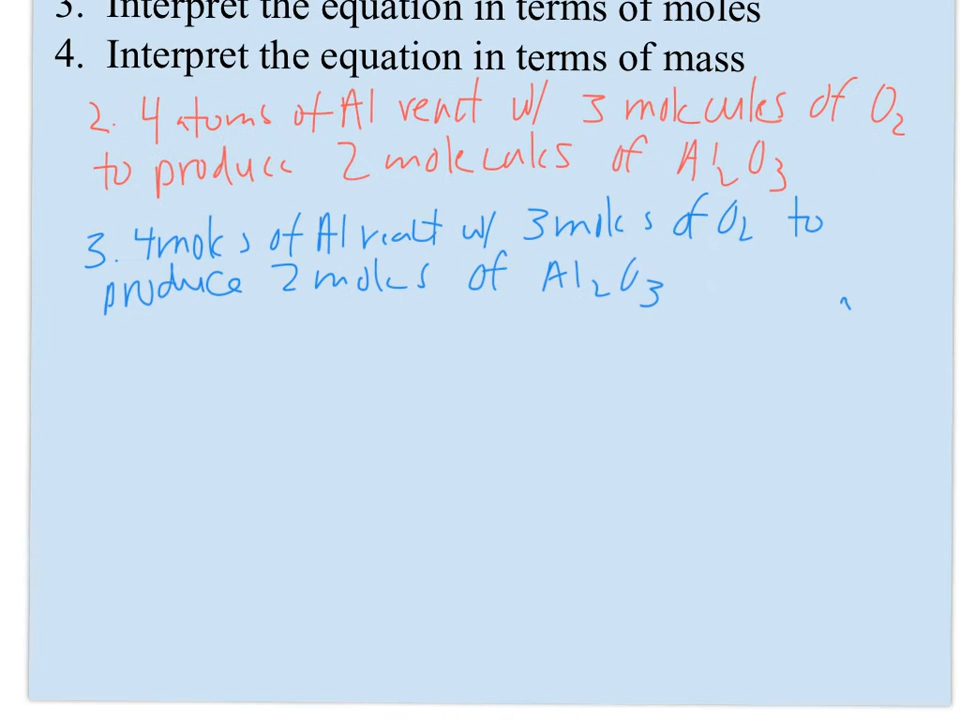 3. Interpret the equation in terms of moles
4. Interpret the equation in terms of mass
2. 4 atoms of Al react w/ 3 molecules of O₂
to produce 2 molecules of Al₂O₃
3. 4 moles of Al react w/ 3 moles of O₂ to
produce 2 moles of Al₂O₃